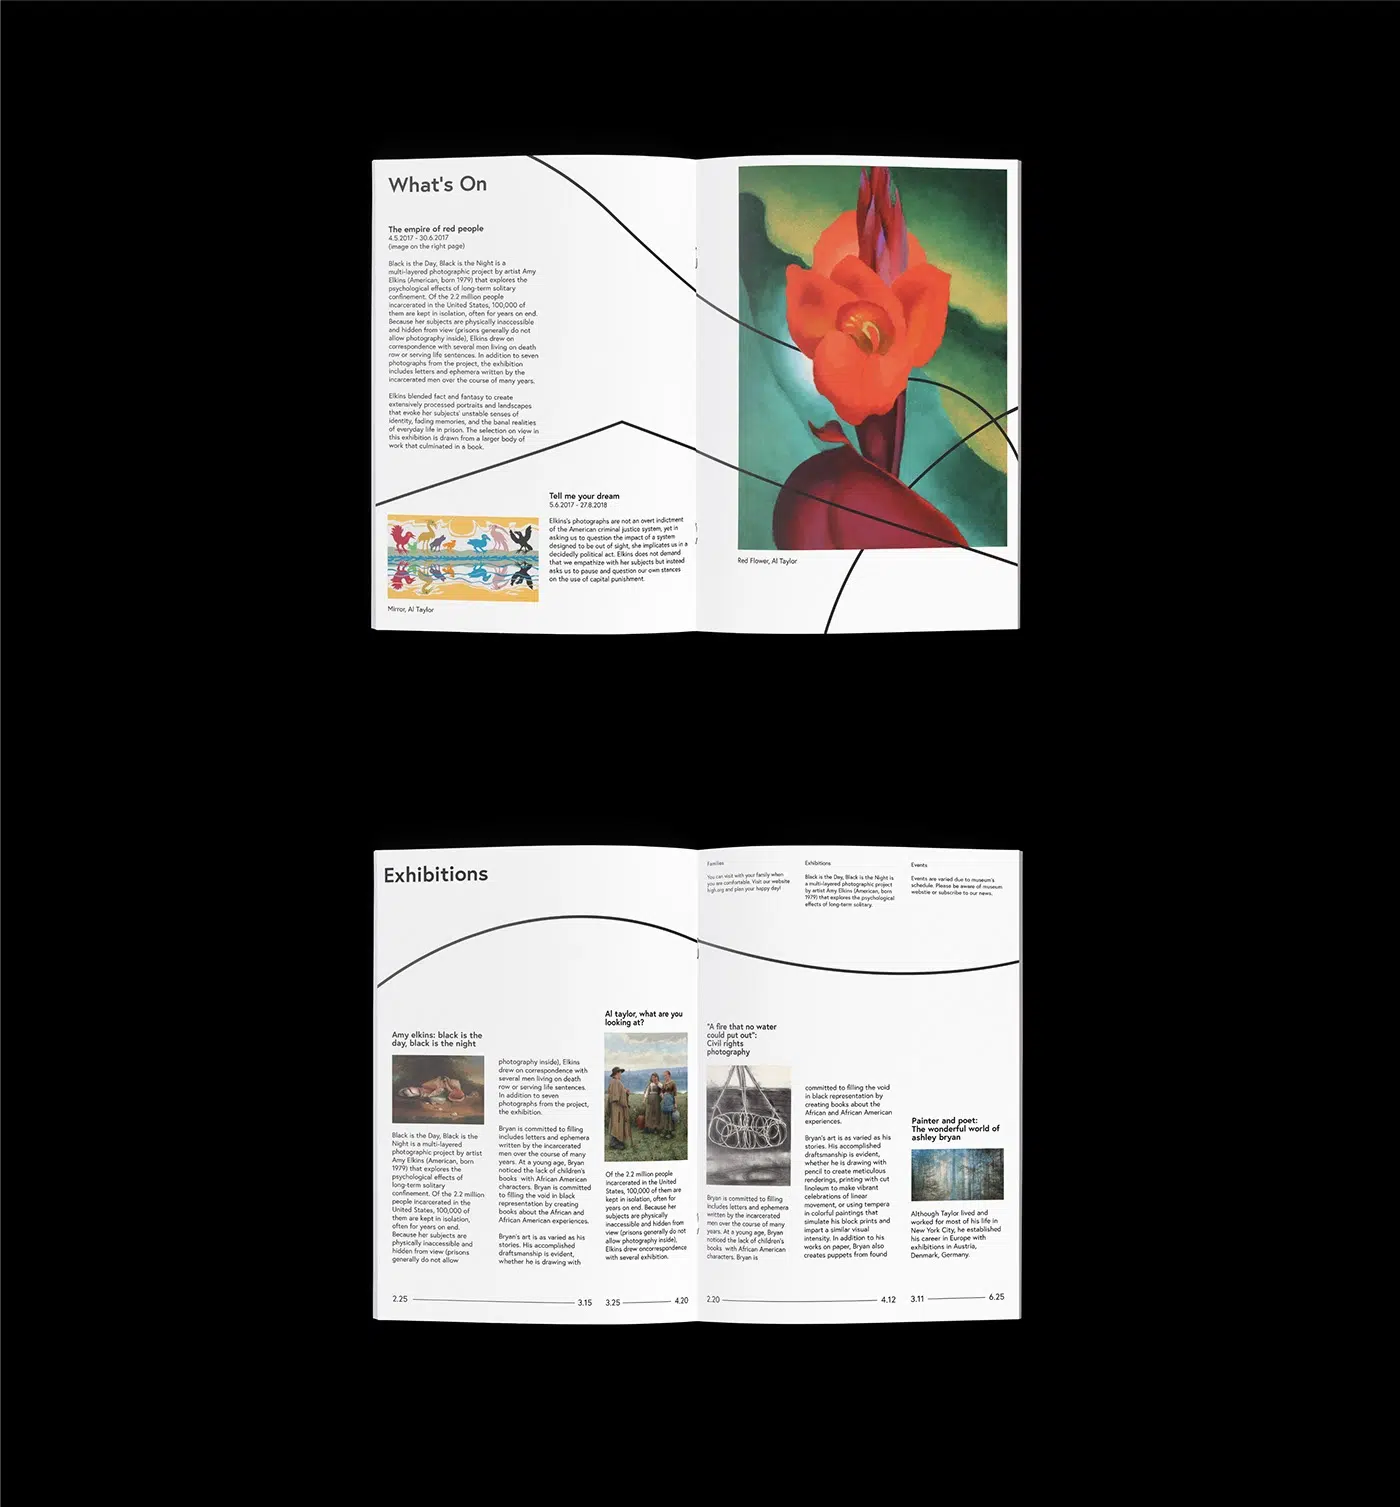 What's On
The empire of red people
4.5.2017 - 30.6.2017
(image on the right page)
Black is the Day, Black is the Night is a
multi-layered photographic project by artist Amy
Elkins (American, born 1979) that explores the
psychological effects of long-term solitary
confinement. Of the 2.2 million people
incarcerated in the United States, 100,000 of
them are kept in isolation, often for years on end.
Because her subjects are physically inaccessible
and hidden from view (prisons generally do not
allow photography inside), Elkins drew on
correspondence with several men living on death
row or serving life sentences. In addition to seven
photographs from the project, the exhibition
includes letters and ephemera written by the
incarcerated men over the course of many years.
Elkins blended fact and fantasy to create
extensively processed portraits and landscapes
that evoke her subjects' unstable senses of
identity, fading memories, and the banal realities
of everyday life in prison. The selection on view in
this exhibition is drawn from a larger body of
work that culminated in a book.
Mirror, Al Taylor
Tell me your dream
5.6.2017 - 27.8.2018
Elkins's photographs are not an overt indictment
of the American criminal justice system, yet in
asking us to question the impact of a system
designed to be out of sight, she implicates us in a
decidedly political act. Elkins does not demand
that we empathize with her subjects but instead
asks us to pause and question our own stances
on the use of capital punishment.
Red Flower, Al Taylor
Exhibitions
Amy elkins: black is the
day, black is the night
Black is the Day, Black is the
Night is a multi-layered
photographic project by artist
Amy Elkins (American, born
1979) that explores the
psychological effects of
long-term solitary
confinement. Of the 2.2 million
people incarcerated in the
United States, 100,000 of
them are kept in isolation,
often for years on end.
Because her subjects are
physically inaccessible and
hidden from view (prisons
generally do not allow
photography inside), Elkins
drew on correspondence with
several men living on death
row or serving life sentences.
In addition to seven
photographs from the project,
the exhibition.
Bryan is committed to filling
includes letters and ephemera
written by the incarcerated
men over the course of many
years. At a young age, Bryan
noticed the lack of children's
books with African American
characters. Bryan is committed
to filling the void in black
representation by creating
books about the African and
African American experiences.
Bryan's art is as varied as his
stories. His accomplished
draftsmanship is evident,
whether he is drawing with
2.25
3.15
Al taylor, what are you
looking at?
Of the 2.2 million people
incarcerated in the United
States, 100,000 of them are
kept in isolation, often for
years on end. Because her
subjects are physically
inaccessible and hidden from
view (prisons generally do not
allow photography inside),
Elkins drew oncorrespondence
with several exhibition.
3.25
4.20
Families
You can visit with your family when
you are comfortable. Visit our website
high.org and plan your happy day!
Exhibitions
Black is the Day, Black is the Night is
a multi-layered photographic project
by artist Amy Elkins (American, born
1979) that explores the psychological
effects of long-term solitary.
Events
Events are varied due to museum's
schedule. Please be aware of museum
webstie or subscribe to our news.
"A fire that no water
could put out":
Civil rights
photography
Bryan is committed to filling
includes letters and ephemera
written by the incarcerated
men over the course of many
years. At a young age, Bryan
noticed the lack of children's
books with African American
characters. Bryan is
committed to filling the void
in black representation by
creating books about the
African and African American
experiences.
Bryan's art is as varied as his
stories. His accomplished
draftsmanship is evident,
whether he is drawing with
pencil to create meticulous
renderings, printing with cut
linoleum to make vibrant
celebrations of linear
movement, or using tempera
in colorful paintings that
simulate his block prints and
impart a similar visual
intensity. In addition to his
works on paper, Bryan also
creates puppets from found
2.20
4.12
Painter and poet:
The wonderful world of
ashley bryan
Although Taylor lived and
worked for most of his life in
New York City, he established
his career in Europe with
exhibitions in Austria,
Denmark, Germany.
3.11
6.25